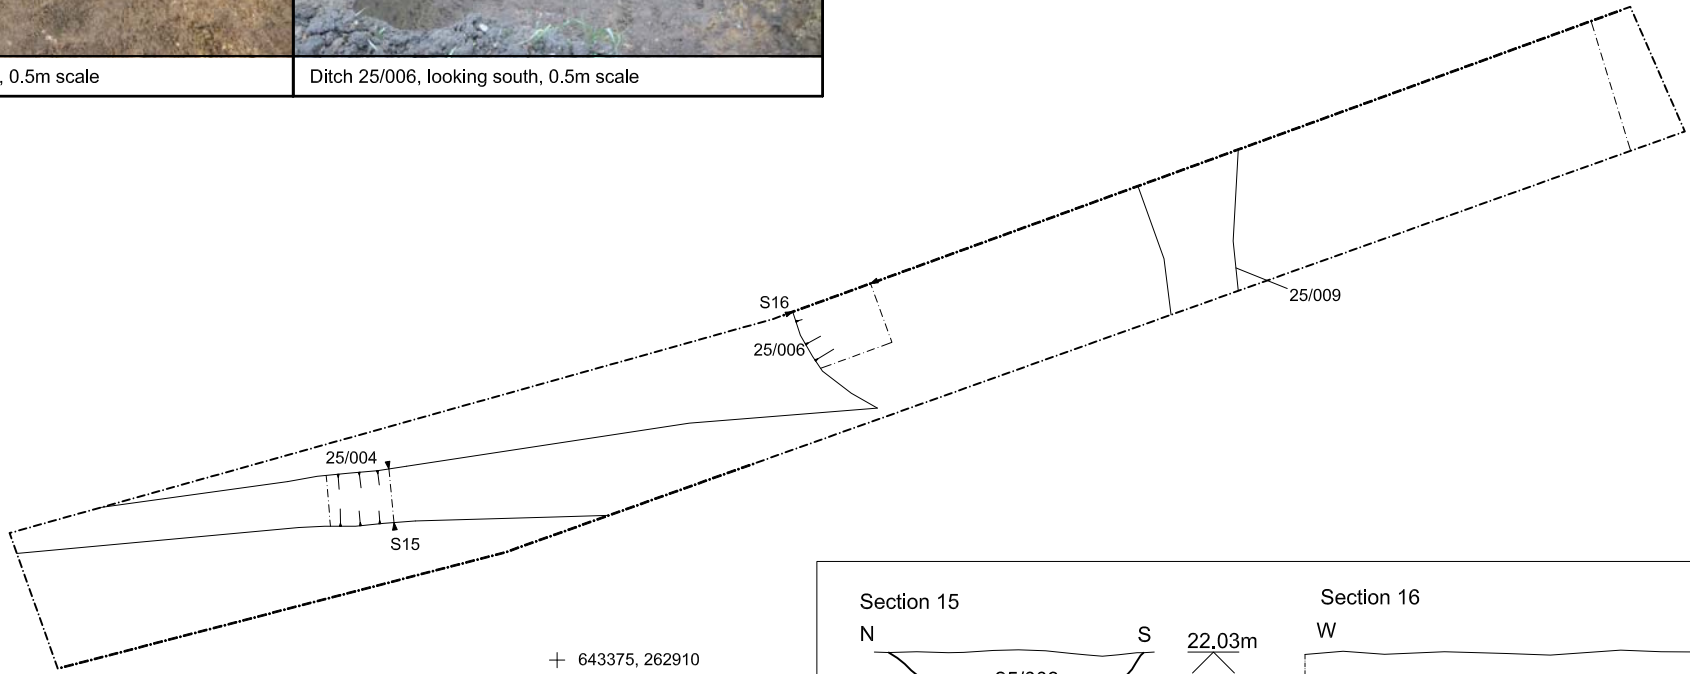 , 0.5m scale
Ditch 25/006, looking south, 0.5m scale
S16
25/006
25/009
25/004
S15
643375, 262910
Section 15
N
S
22.03m
Section 16
W